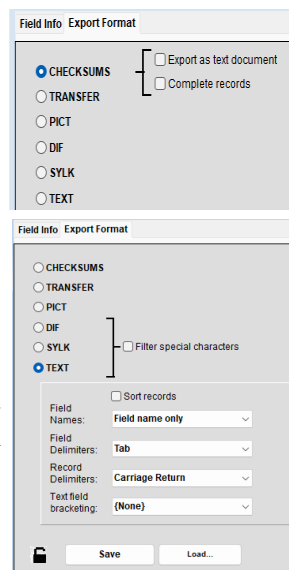 Field Info Export Format
CHECKSUMS
Export as text document
Complete records
TRANSFER
PICT
DIF
SYLK
TEXT
Field Info Export Format
CHECKSUMS
TRANSFER
PICT
DIF
SYLK
Filter special characters
TEXT
Sort records
Field Names: Field name only
Field Delimiters: Tab
Record Delimiters: Carriage Return
Text field bracketing: {None}
Save Load...